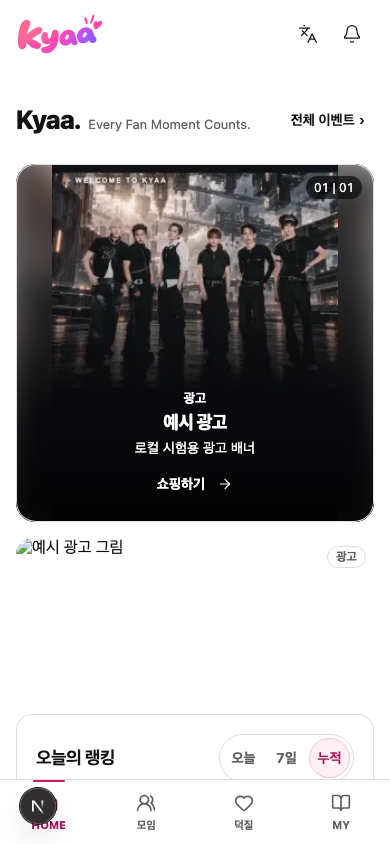 Kyaa
Kyaa. Every Fan Moment Counts.
전체 이벤트 ›
WELCOME TO KYAA
01 | 01
광고
예시 광고
로컬 시험용 광고 배너
쇼핑하기 →
예시 광고 그림
광고
오늘의 랭킹
오늘 7일 누적
N
HOME 모임 덕질 MY